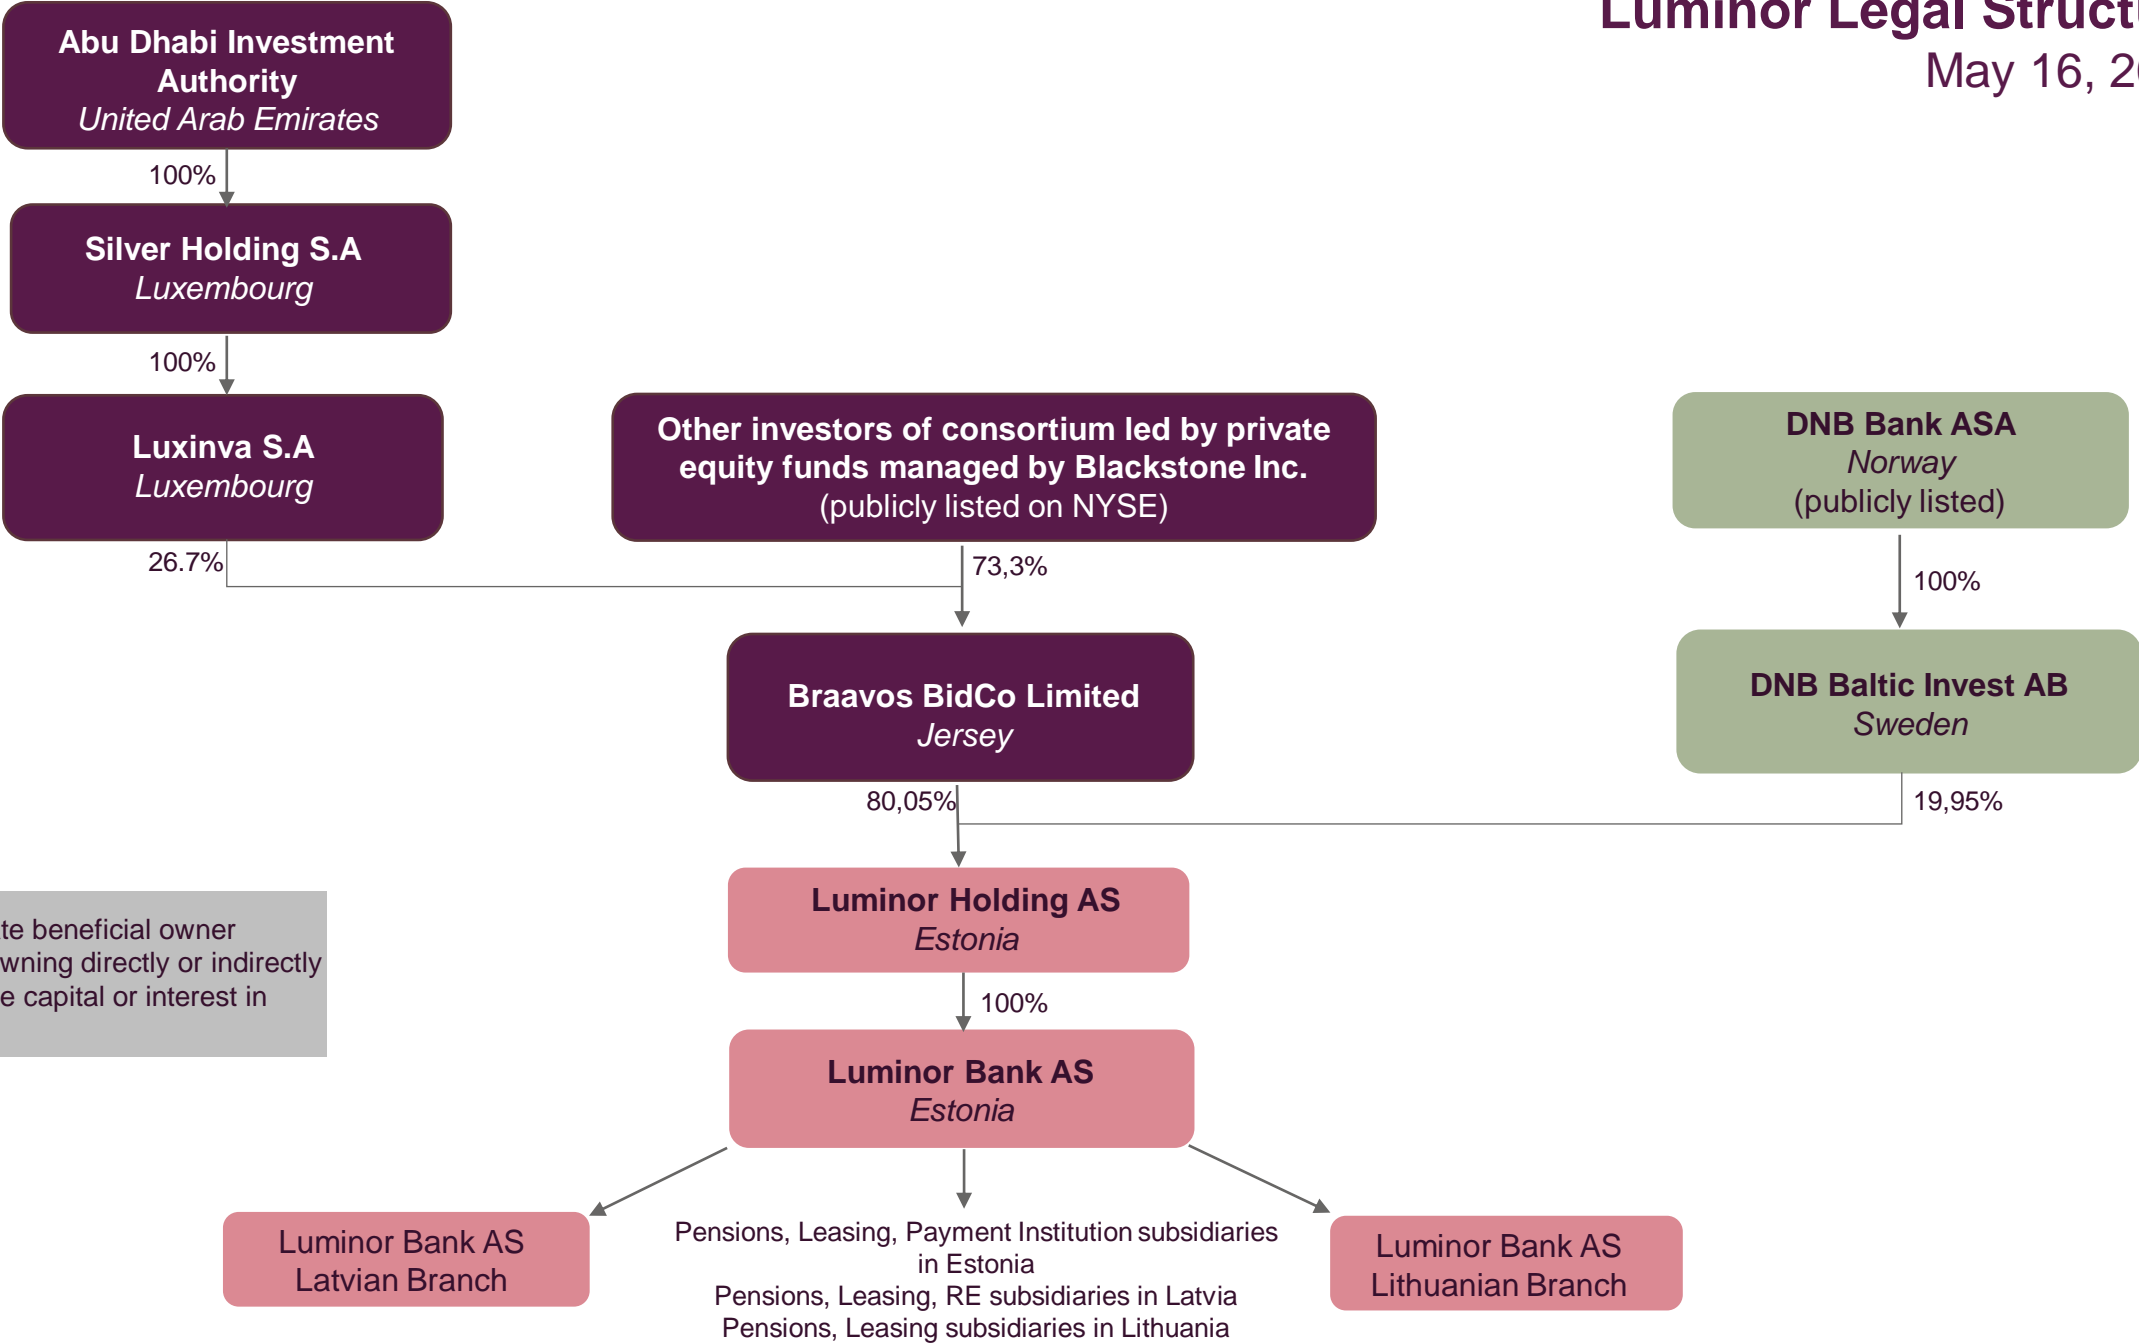 Luminor Legal
May 16,
Abu Dhabi Investment
Authority
United Arab Emirates
100%
Silver Holding S.A
Luxembourg
100%
Luxinva S.A
Luxembourg
26.7%
Other investors of consortium led by private
equity funds managed by Blackstone Inc.
(publicly listed on NYSE)
73,3%
DNB Bank ASA
Norway
(publicly listed)
100%
Braavos BidCo Limited
Jersey
80,05%
DNB Baltic Invest AB
Sweden
19,95%
Luminor Holding AS
Estonia
100%
beneficial owner
owning directly or indirectly
capital or interest in
Luminor Bank AS
Estonia
Luminor Bank AS
Latvian Branch
Pensions, Leasing, Payment Institution subsidiaries
in Estonia
Pensions, Leasing, RE subsidiaries in Latvia
Pensions, Leasing subsidiaries in Lithuania
Luminor Bank AS
Lithuanian Branch